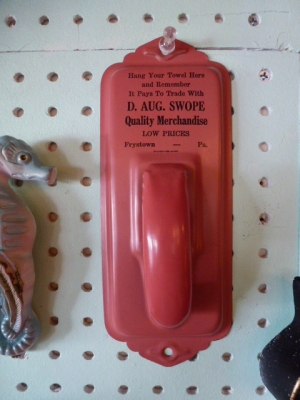 Hang Your Towel Here
and Remember
It Pays To Trade With
D. AUG. SWOPE
Quality Merchandise
LOW PRICES
Frystown — Pa.